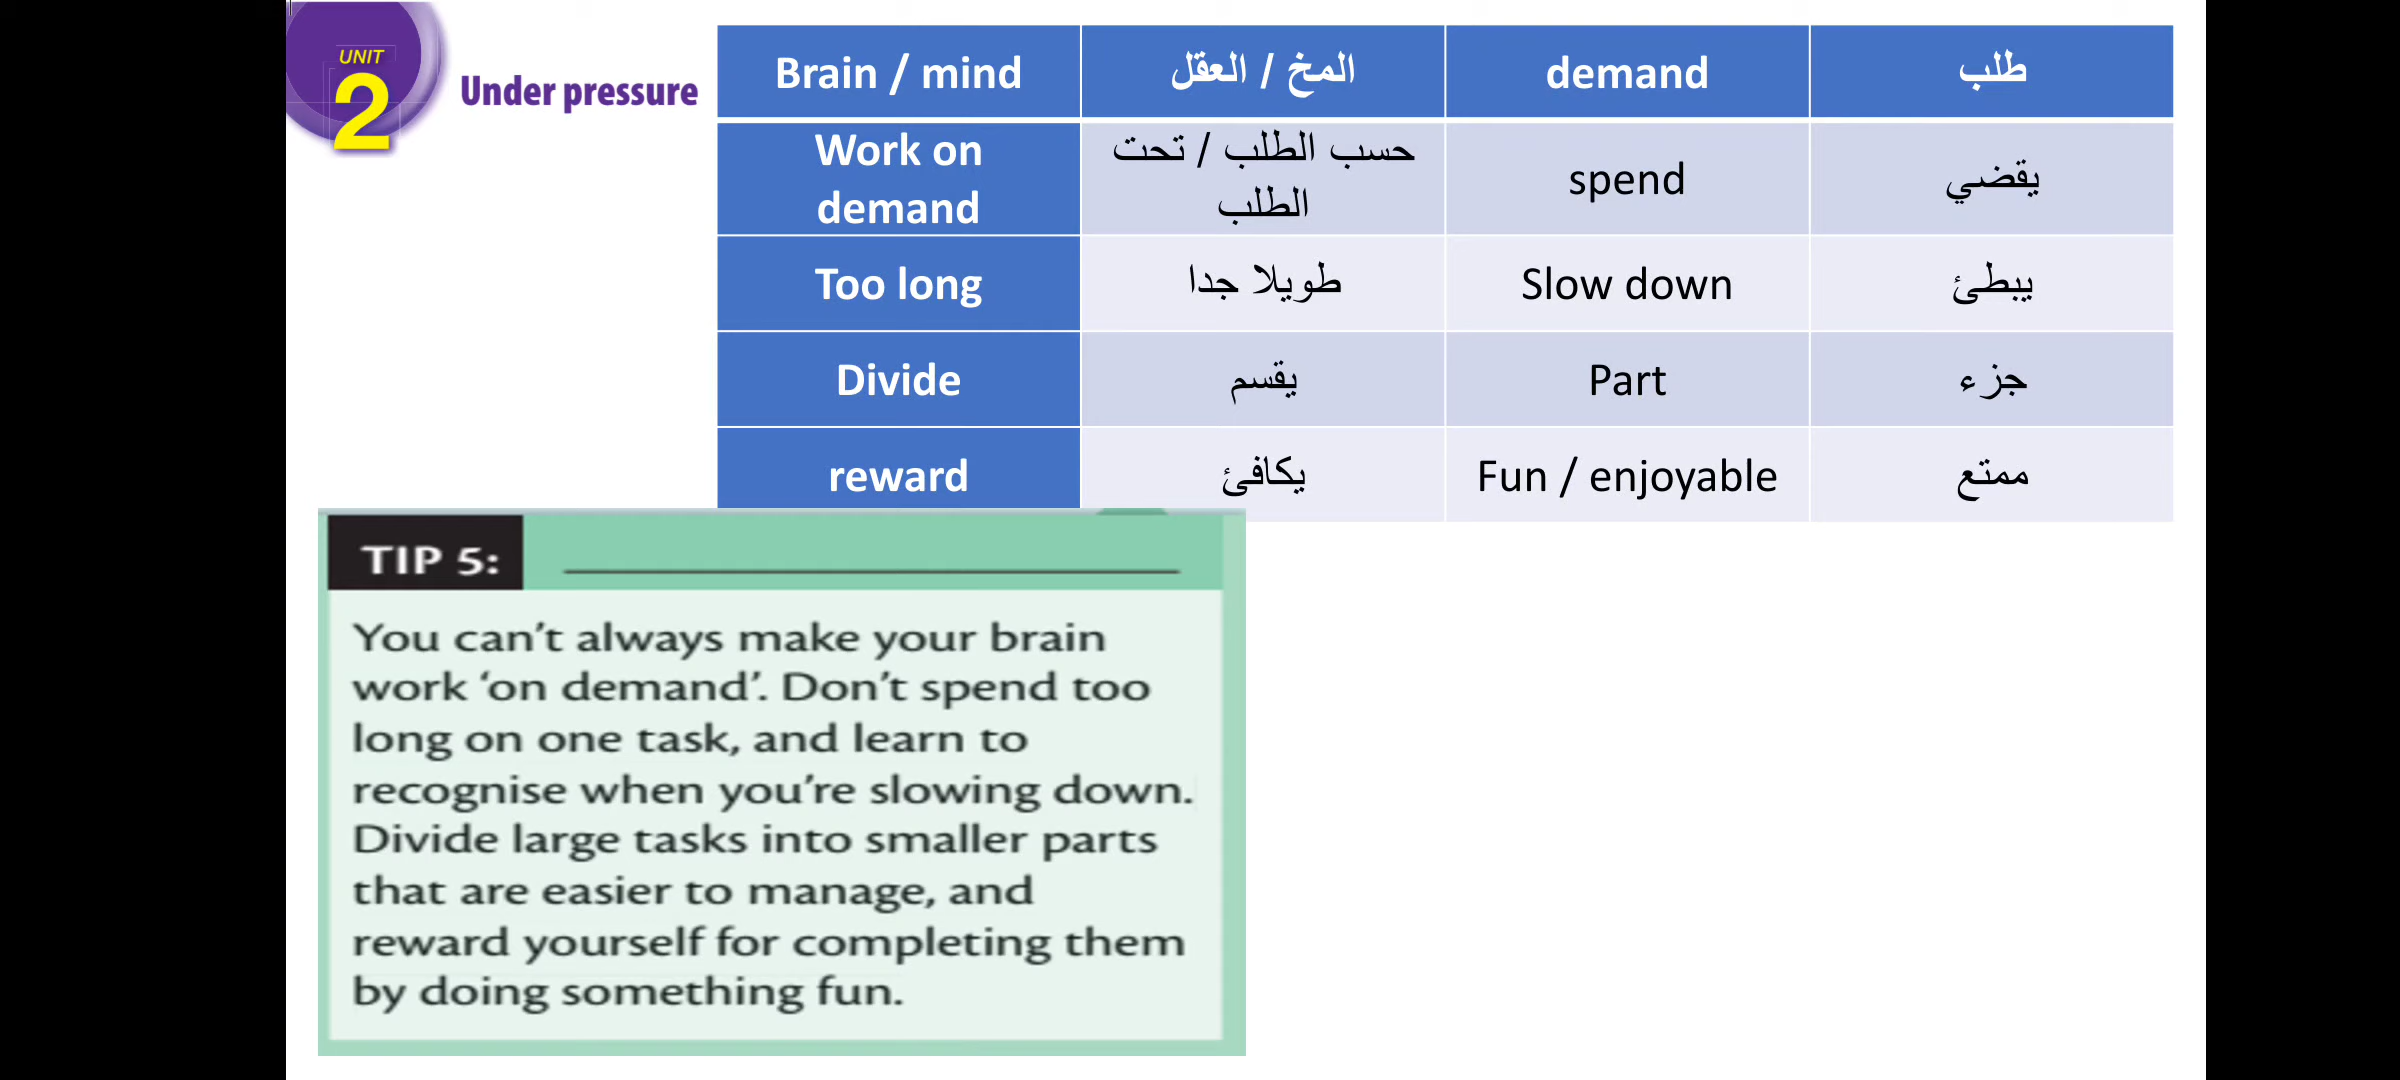 UNIT
2
Under pressure
Brain / mind
المخ / العقل
demand
طلب
Work on
demand
حسب الطلب / تحت
الطلب
spend
يقضي
Too long
طويلا جدا
Slow down
يبطئ
Divide
يقسم
Part
جزء
reward
يكافئ
Fun / enjoyable
ممتع
TIP 5:
You can't always make your brain
work 'on demand'. Don't spend too
long on one task, and learn to
recognise when you're slowing down.
Divide large tasks into smaller parts
that are easier to manage, and
reward yourself for completing them
by doing something fun.